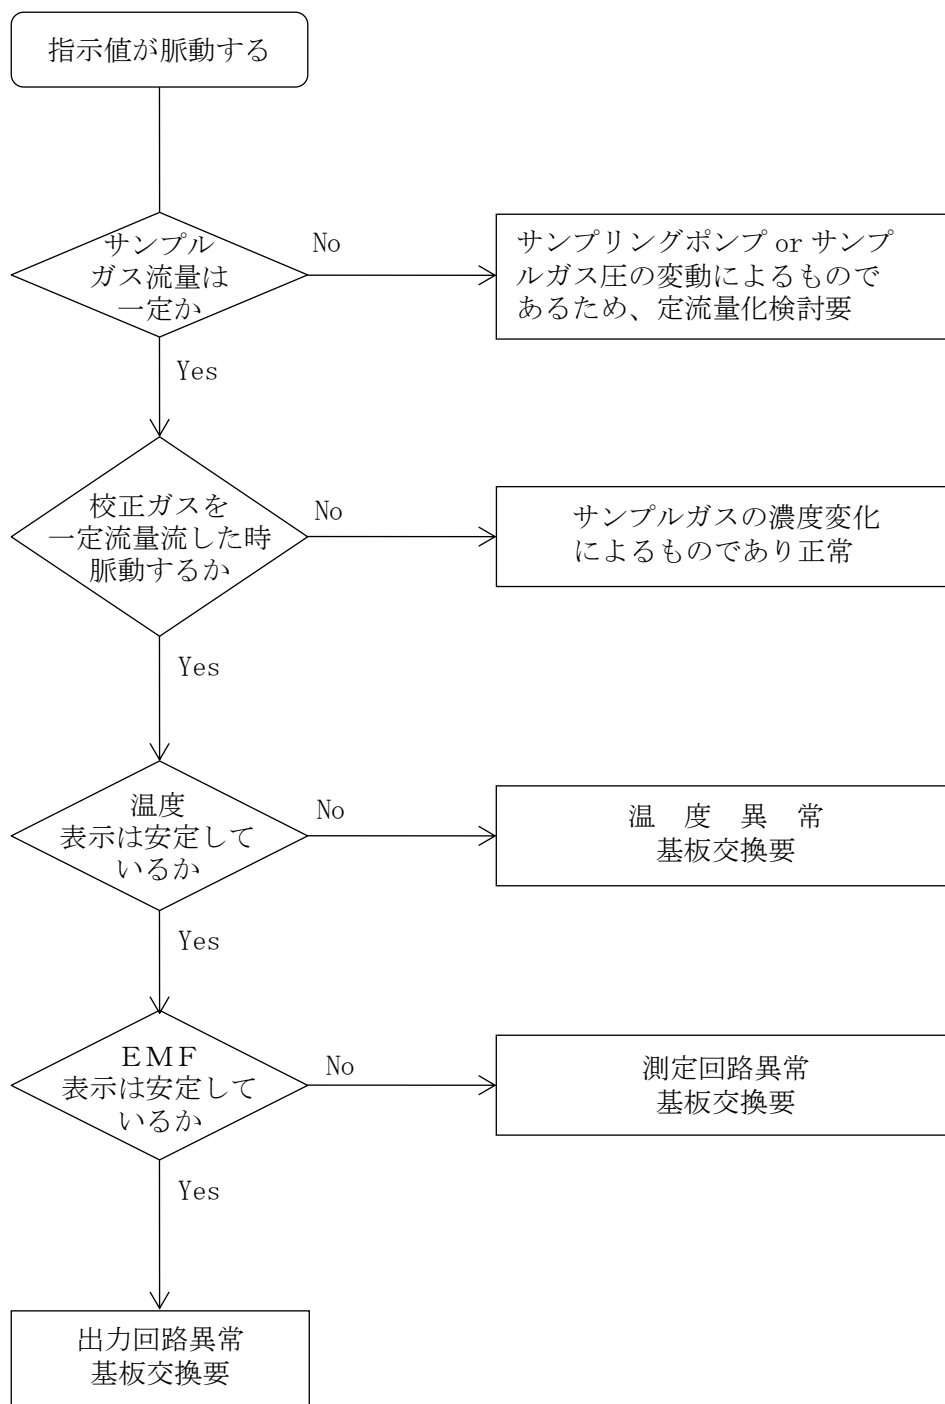 指示値が脈動する
サンプル
ガス流量は
一定か
No
サンプリングポンプ or サンプ
ルガス圧の変動によるもので
あるため、定流量化検討要
Yes
校正ガスを
一定流量流した時
脈動するか
No
サンプルガスの濃度変化
によるものであり正常
Yes
温度
表示は安定して
いるか
No
温　度　異　常
基板交換要
Yes
ＥＭＦ
表示は安定して
いるか
No
測定回路異常
基板交換要
Yes
出力回路異常
基板交換要